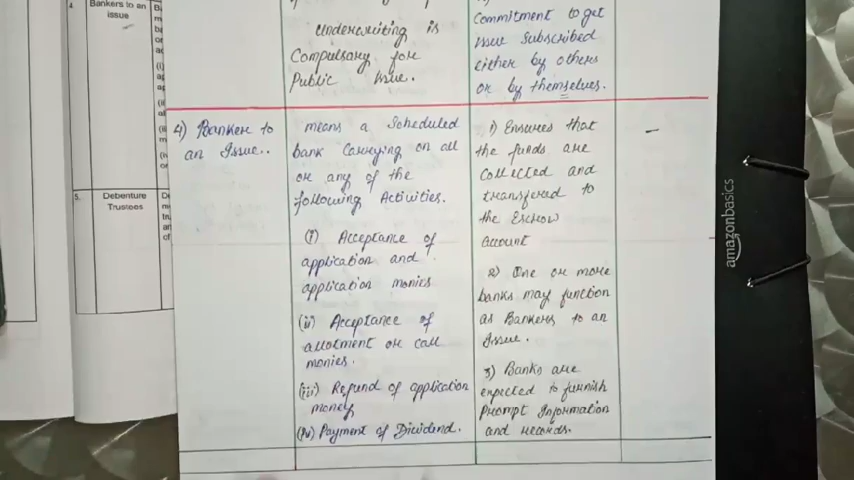 4
Bankers to an
issue
5.
Debenture
Trustees
underwriting is
Compulsory for
Public Issue.
Commitment to get
issue Subscribed
either by others
or by themselves.
4) Banker to
an Issue..
means a Scheduled
bank Carrying on all
or any of the
following Activities.
(i) Acceptance of
application and
application monies
(ii) Acceptance of
allotment or call
monies.
(iii) Refund of application
money
(iv) Payment of Dividend.
1) Ensures that
the funds are
collected and
transfered to
the Escrow
account
2) One or more
banks may function
as Bankers to an
Issue.
3) Banks are
expected to furnish
Prompt Information
and records.
–
amazonbasics